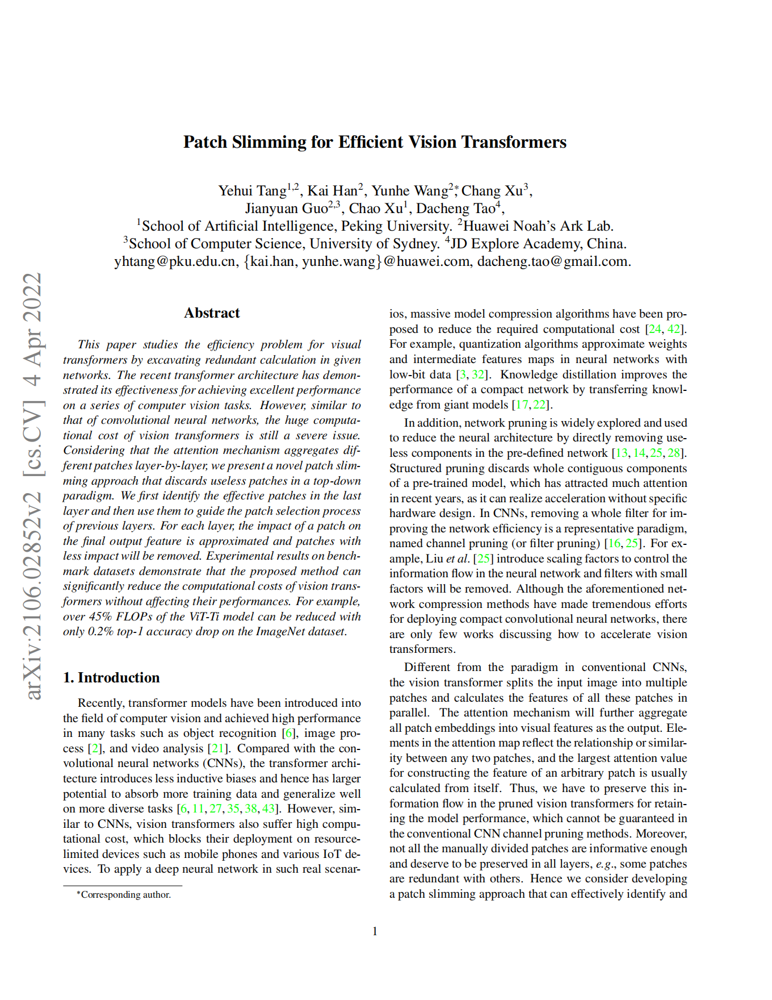 Patch Slimming for Efficient Vision Transformers
Yehui Tang1,2, Kai Han2, Yunhe Wang2*, Chang Xu3,
Jianyuan Guo2,3, Chao Xu1, Dacheng Tao4,
1School of Artificial Intelligence, Peking University. 2Huawei Noah's Ark Lab.
3School of Computer Science, University of Sydney. 4JD Explore Academy, China.
yhtang@pku.edu.cn, {kai.han, yunhe.wang}@huawei.com, dacheng.tao@gmail.com.
arXiv:2106.02852v2 [cs.CV] 4 Apr 2022
Abstract
This paper studies the efficiency problem for visual
transformers by excavating redundant calculation in given
networks. The recent transformer architecture has demon-
strated its effectiveness for achieving excellent performance
on a series of computer vision tasks. However, similar to
that of convolutional neural networks, the huge computa-
tional cost of vision transformers is still a severe issue.
Considering that the attention mechanism aggregates dif-
ferent patches layer-by-layer, we present a novel patch slim-
ming approach that discards useless patches in a top-down
paradigm. We first identify the effective patches in the last
layer and then use them to guide the patch selection process
of previous layers. For each layer, the impact of a patch on
the final output feature is approximated and patches with
less impact will be removed. Experimental results on bench-
mark datasets demonstrate that the proposed method can
significantly reduce the computational costs of vision trans-
formers without affecting their performances. For example,
over 45% FLOPs of the ViT-Ti model can be reduced with
only 0.2% top-1 accuracy drop on the ImageNet dataset.
1. Introduction
Recently, transformer models have been introduced into
the field of computer vision and achieved high performance
in many tasks such as object recognition [6], image pro-
cess [2], and video analysis [21]. Compared with the con-
volutional neural networks (CNNs), the transformer archi-
tecture introduces less inductive biases and hence has larger
potential to absorb more training data and generalize well
on more diverse tasks [6, 11, 27, 35, 38, 43]. However, sim-
ilar to CNNs, vision transformers also suffer high compu-
tational cost, which blocks their deployment on resource-
limited devices such as mobile phones and various IoT de-
vices. To apply a deep neural network in such real scenar-
*Corresponding author.
ios, massive model compression algorithms have been pro-
posed to reduce the required computational cost [24, 42].
For example, quantization algorithms approximate weights
and intermediate features maps in neural networks with
low-bit data [3, 32]. Knowledge distillation improves the
performance of a compact network by transferring knowl-
edge from giant models [17, 22].
In addition, network pruning is widely explored and used
to reduce the neural architecture by directly removing use-
less components in the pre-defined network [13, 14, 25, 28].
Structured pruning discards whole contiguous components
of a pre-trained model, which has attracted much attention
in recent years, as it can realize acceleration without specific
hardware design. In CNNs, removing a whole filter for im-
proving the network efficiency is a representative paradigm,
named channel pruning (or filter pruning) [16, 25]. For ex-
ample, Liu et al. [25] introduce scaling factors to control the
information flow in the neural network and filters with small
factors will be removed. Although the aforementioned net-
work compression methods have made tremendous efforts
for deploying compact convolutional neural networks, there
are only few works discussing how to accelerate vision
transformers.
Different from the paradigm in conventional CNNs,
the vision transformer splits the input image into multiple
patches and calculates the features of all these patches in
parallel. The attention mechanism will further aggregate
all patch embeddings into visual features as the output. Ele-
ments in the attention map reflect the relationship or similar-
ity between any two patches, and the largest attention value
for constructing the feature of an arbitrary patch is usually
calculated from itself. Thus, we have to preserve this in-
formation flow in the pruned vision transformers for retain-
ing the model performance, which cannot be guaranteed in
the conventional CNN channel pruning methods. Moreover,
not all the manually divided patches are informative enough
and deserve to be preserved in all layers, e.g., some patches
are redundant with others. Hence we consider developing
a patch slimming approach that can effectively identify and
1